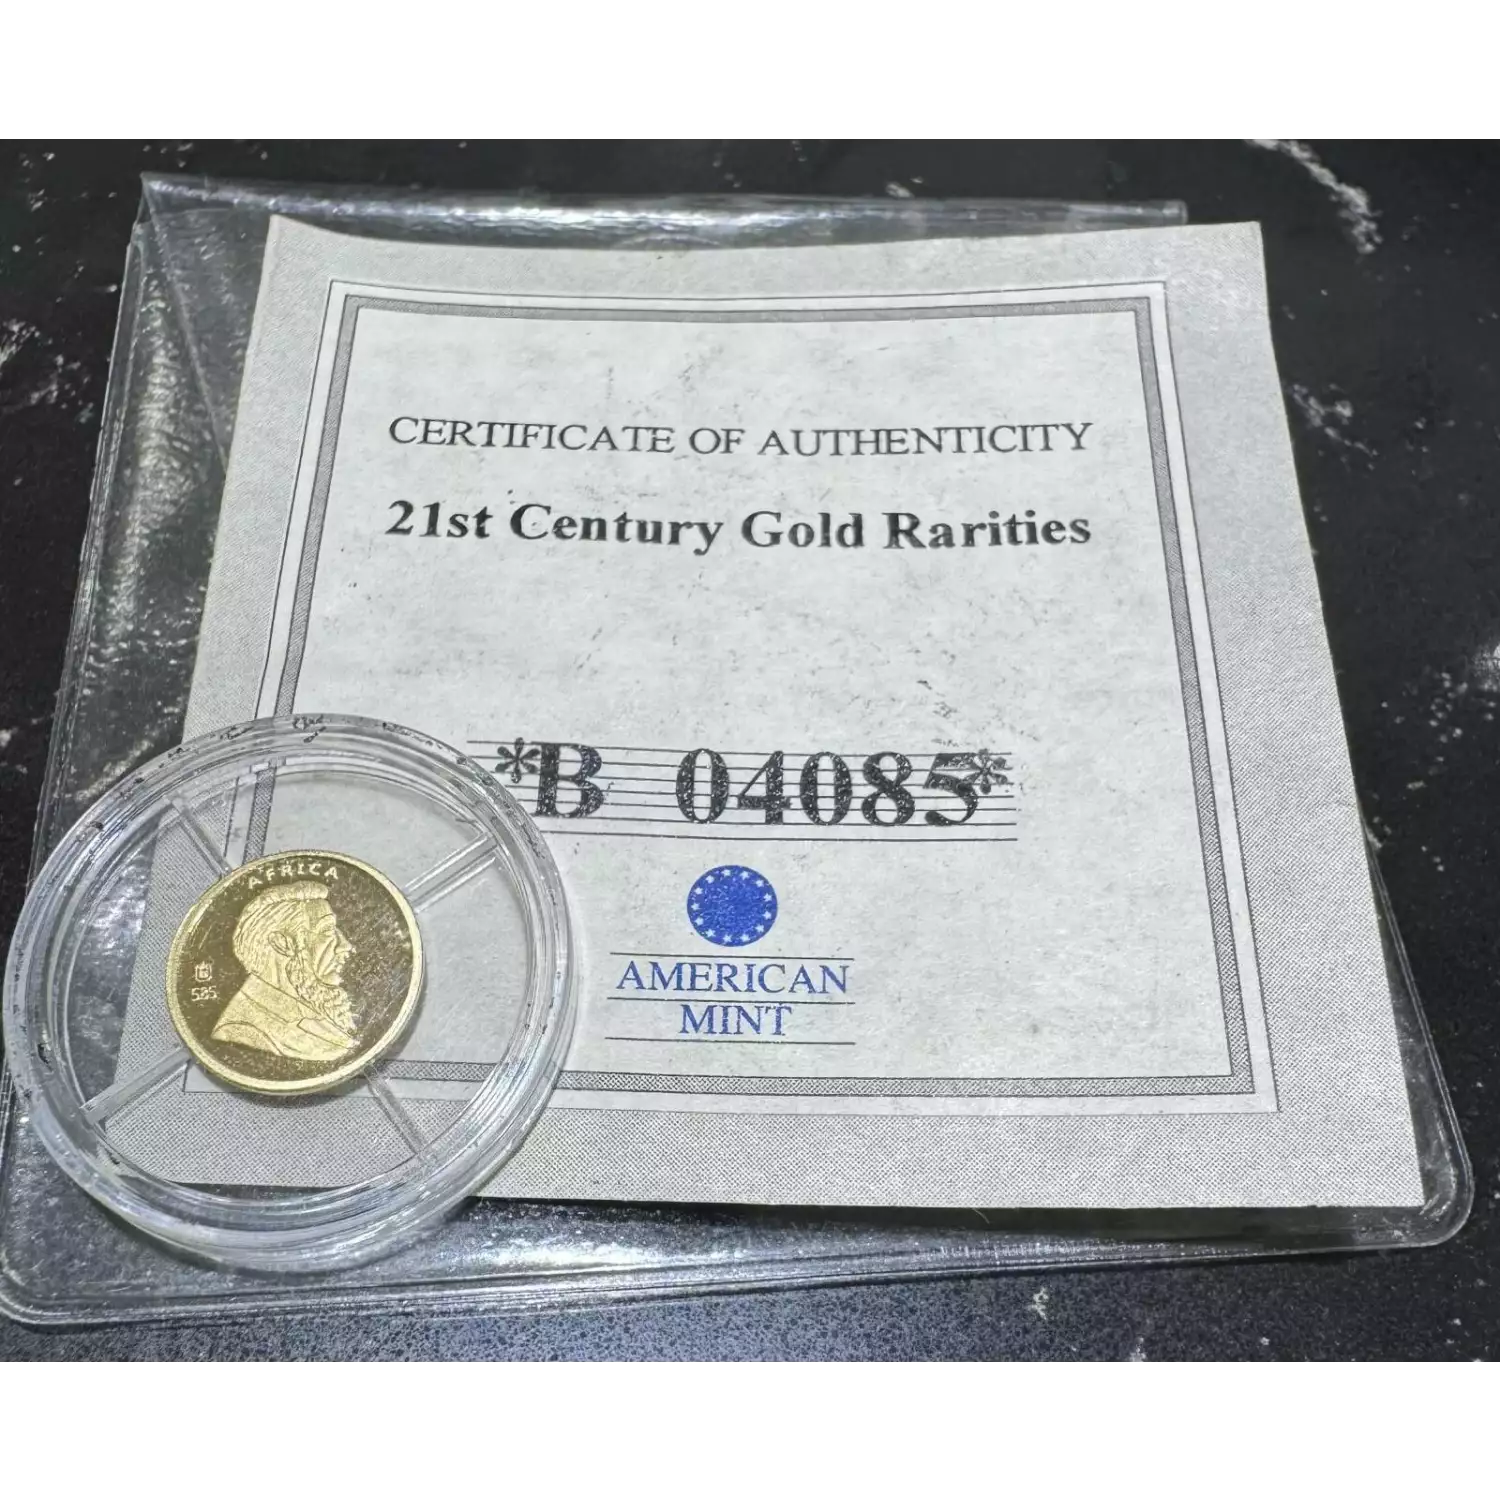 CERTIFICATE OF AUTHENTICITY
21st Century Gold Rarities
*B 04085*
AMERICAN
MINT
AFRICA
585